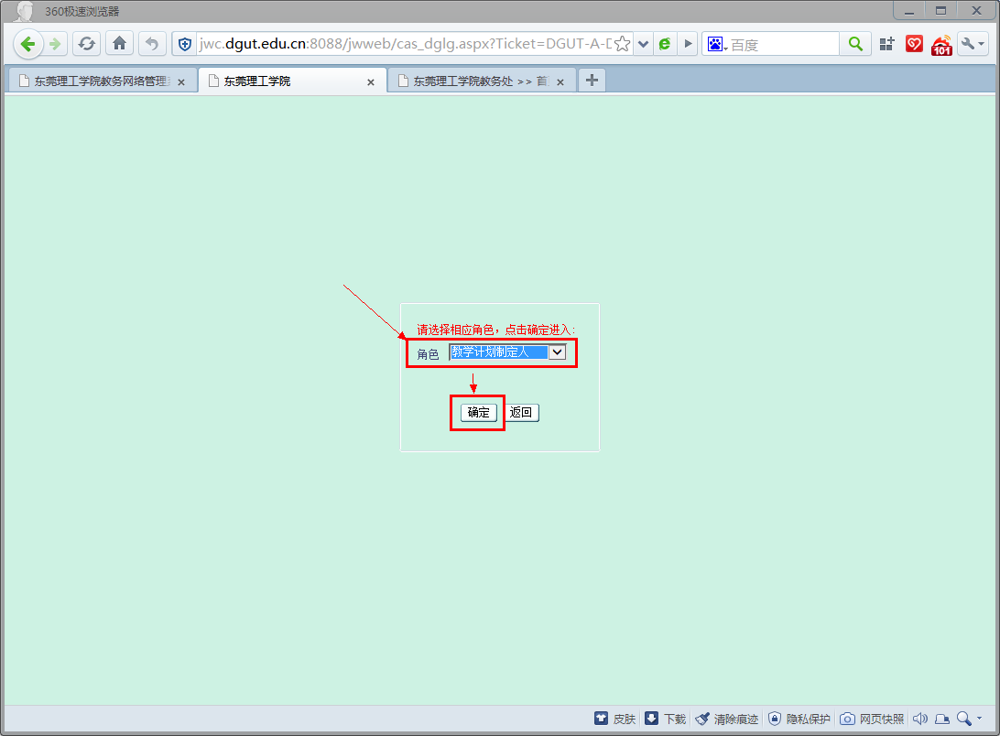 360极速浏览器
jwc.dgut.edu.cn:8088/jwweb/cas_dglg.aspx?Ticket=DGUT-A-D
百度
101
东莞理工学院教务网络管理
东莞理工学院
东莞理工学院教务处 >> 首
请选择相应角色，点击确定进入：
角色 教学计划制定人
确定 返回
皮肤 下载 清除痕迹 隐私保护 网页快照